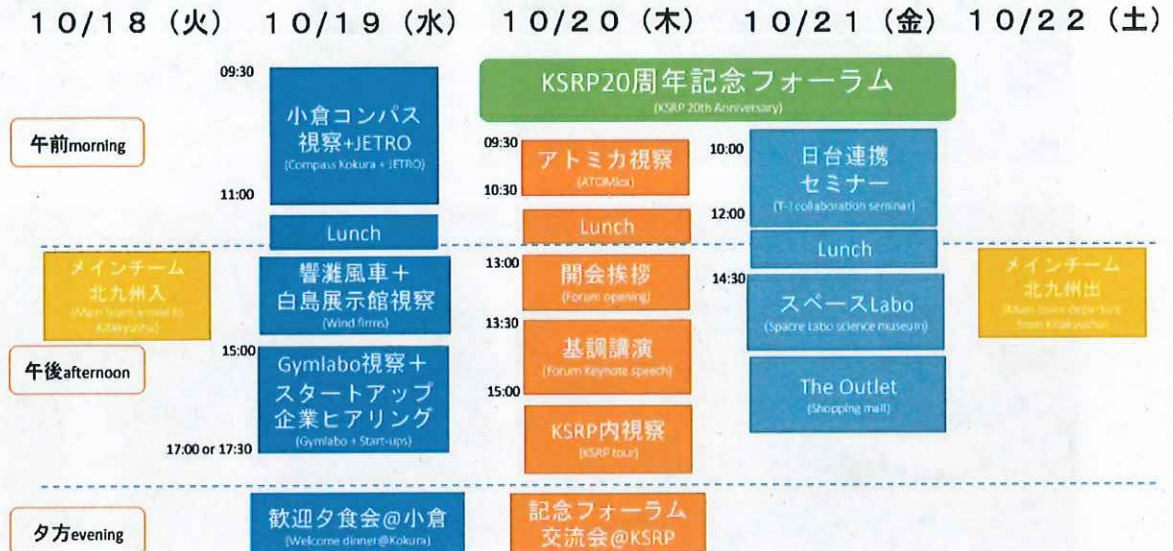 10/18（火）
10/19（水）
10/20（木）
10/21（金）
10/22（土）
午前morning
午後afternoon
夕方evening
メインチーム
北九州入
(Main team arrival to
Kitakyushu)
09:30
小倉コンパス
視察+JETRO
(Compass Kokura + JETRO)
11:00
Lunch
響灘風車＋
白島展示館視察
(Wind firms)
15:00
Gymlabo視察＋
スタートアップ
企業ヒアリング
(Gymlabo + Start-ups)
17:00 or 17:30
歓迎夕食会@小倉
(Welcome dinner@Kokura)
KSRP20周年記念フォーラム
(KSRP 20th Anniversary)
09:30
アトミカ視察
(ATOMica)
10:30
Lunch
13:00
開会挨拶
(Forum opening)
13:30
基調講演
(Forum Keynote speech)
15:00
KSRP内視察
(KSRP tour)
記念フォーラム
交流会@KSRP
10:00
日台連携
セミナー
(T-J collaboration seminar)
12:00
Lunch
14:30
スペースLabo
(Spacre Labo science museum)
The Outlet
(Shopping mall)
メインチーム
北九州出
(Main team departure
from Kitakyushu)